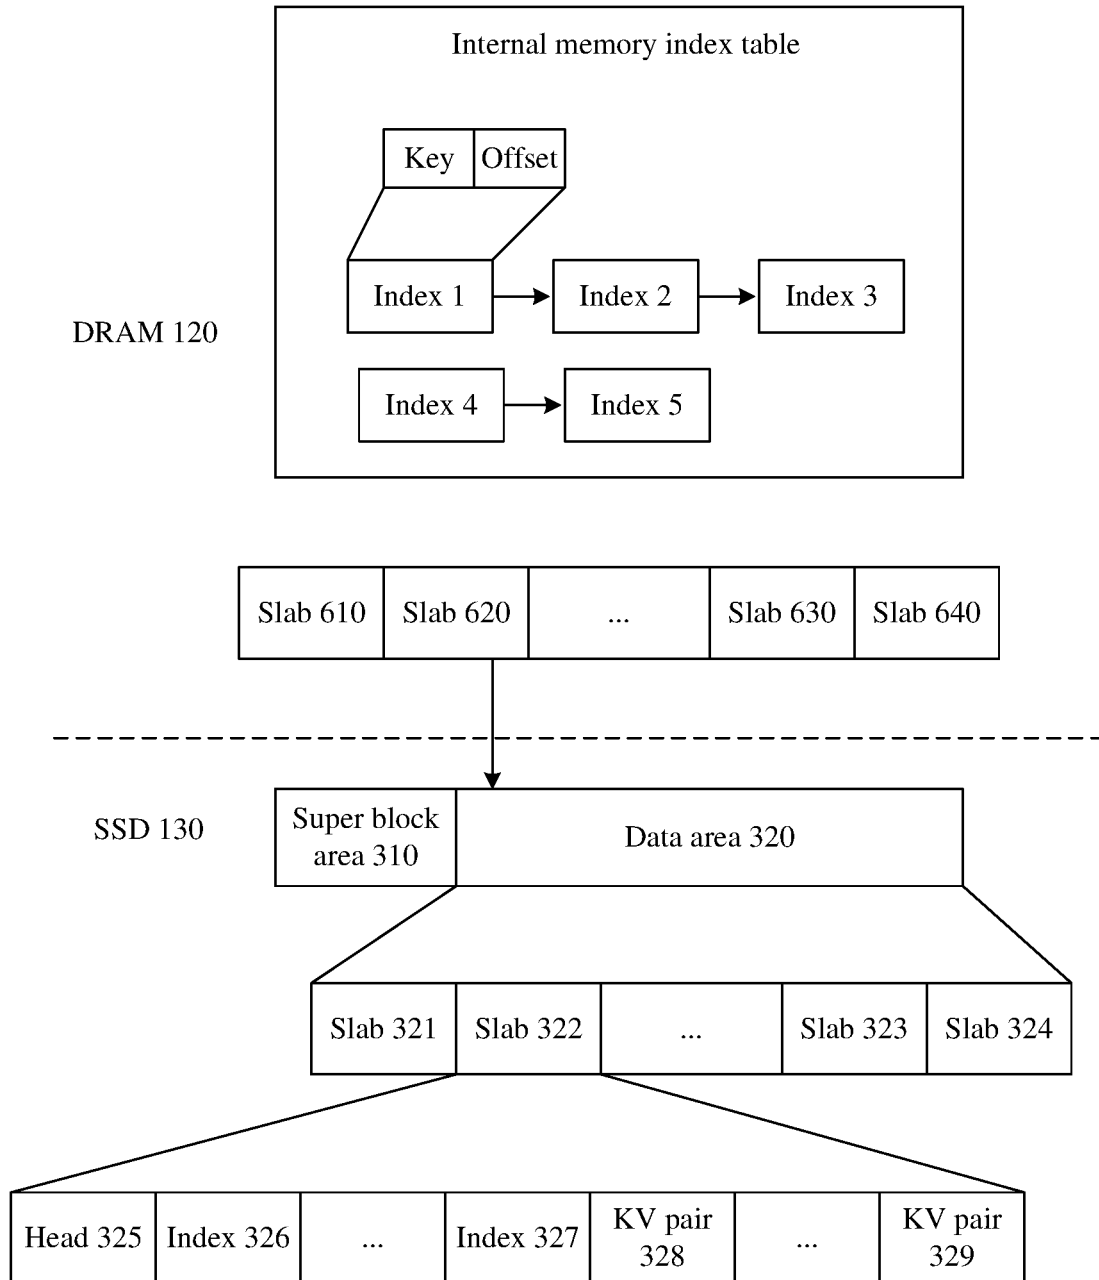 Internal memory index table
Key Offset
Index 1 Index 2 Index 3
DRAM 120
Index 4 Index 5
Slab 610 Slab 620 ... Slab 630 Slab 640
SSD 130
Super block
area 310
Data area 320
Slab 321 Slab 322 ... Slab 323 Slab 324
Head 325 Index 326 ... Index 327
KV pair
328
...
KV pair
329